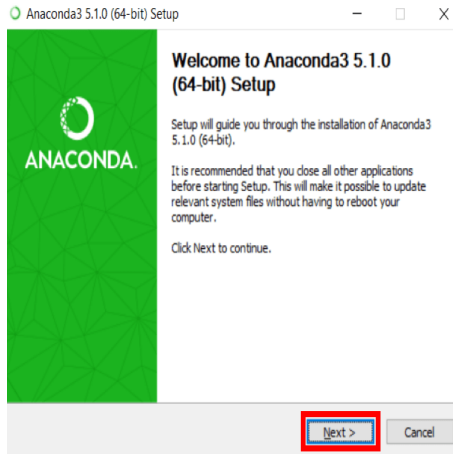 Anaconda3 5.1.0 (64-bit) Setup
Welcome to Anaconda3 5.1.0
(64-bit) Setup
Setup will guide you through the installation of Anaconda3
5.1.0 (64-bit).
It is recommended that you close all other applications
before starting Setup. This will make it possible to update
relevant system files without having to reboot your
computer.
Click Next to continue.
ANACONDA.
Next >
Cancel